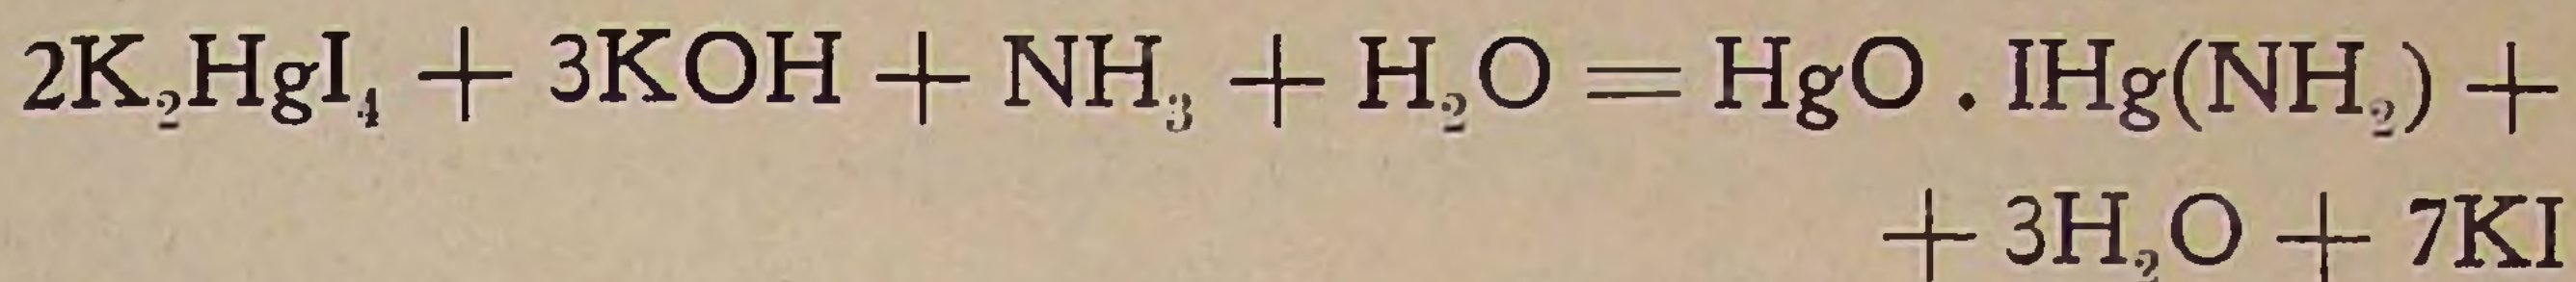 2K₂HgI₄ + 3KOH + NH₃ + H₂O = HgO . IHg(NH₂) +
+ 3H₂O + 7KI